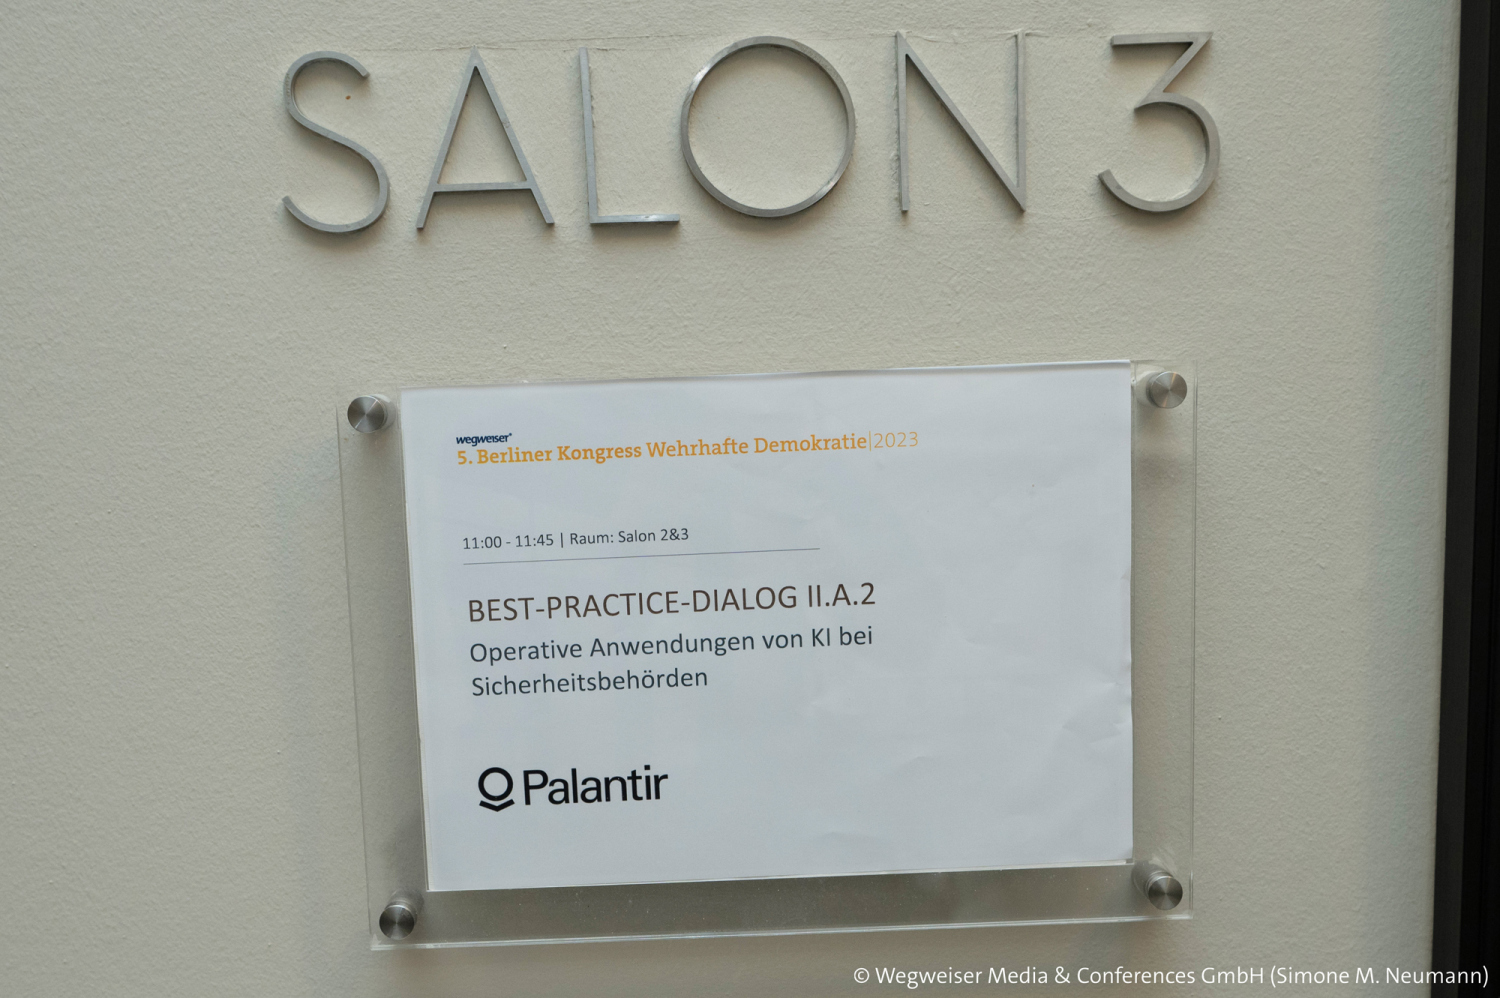 SALON 3
wegweiser
5. Berliner Kongress Wehrhafte Demokratie|2023
11:00 - 11:45 | Raum: Salon 2&3
BEST-PRACTICE-DIALOG II.A.2
Operative Anwendungen von KI bei
Sicherheitsbehörden
Palantir
© Wegweiser Media & Conferences GmbH (Simone M. Neumann)